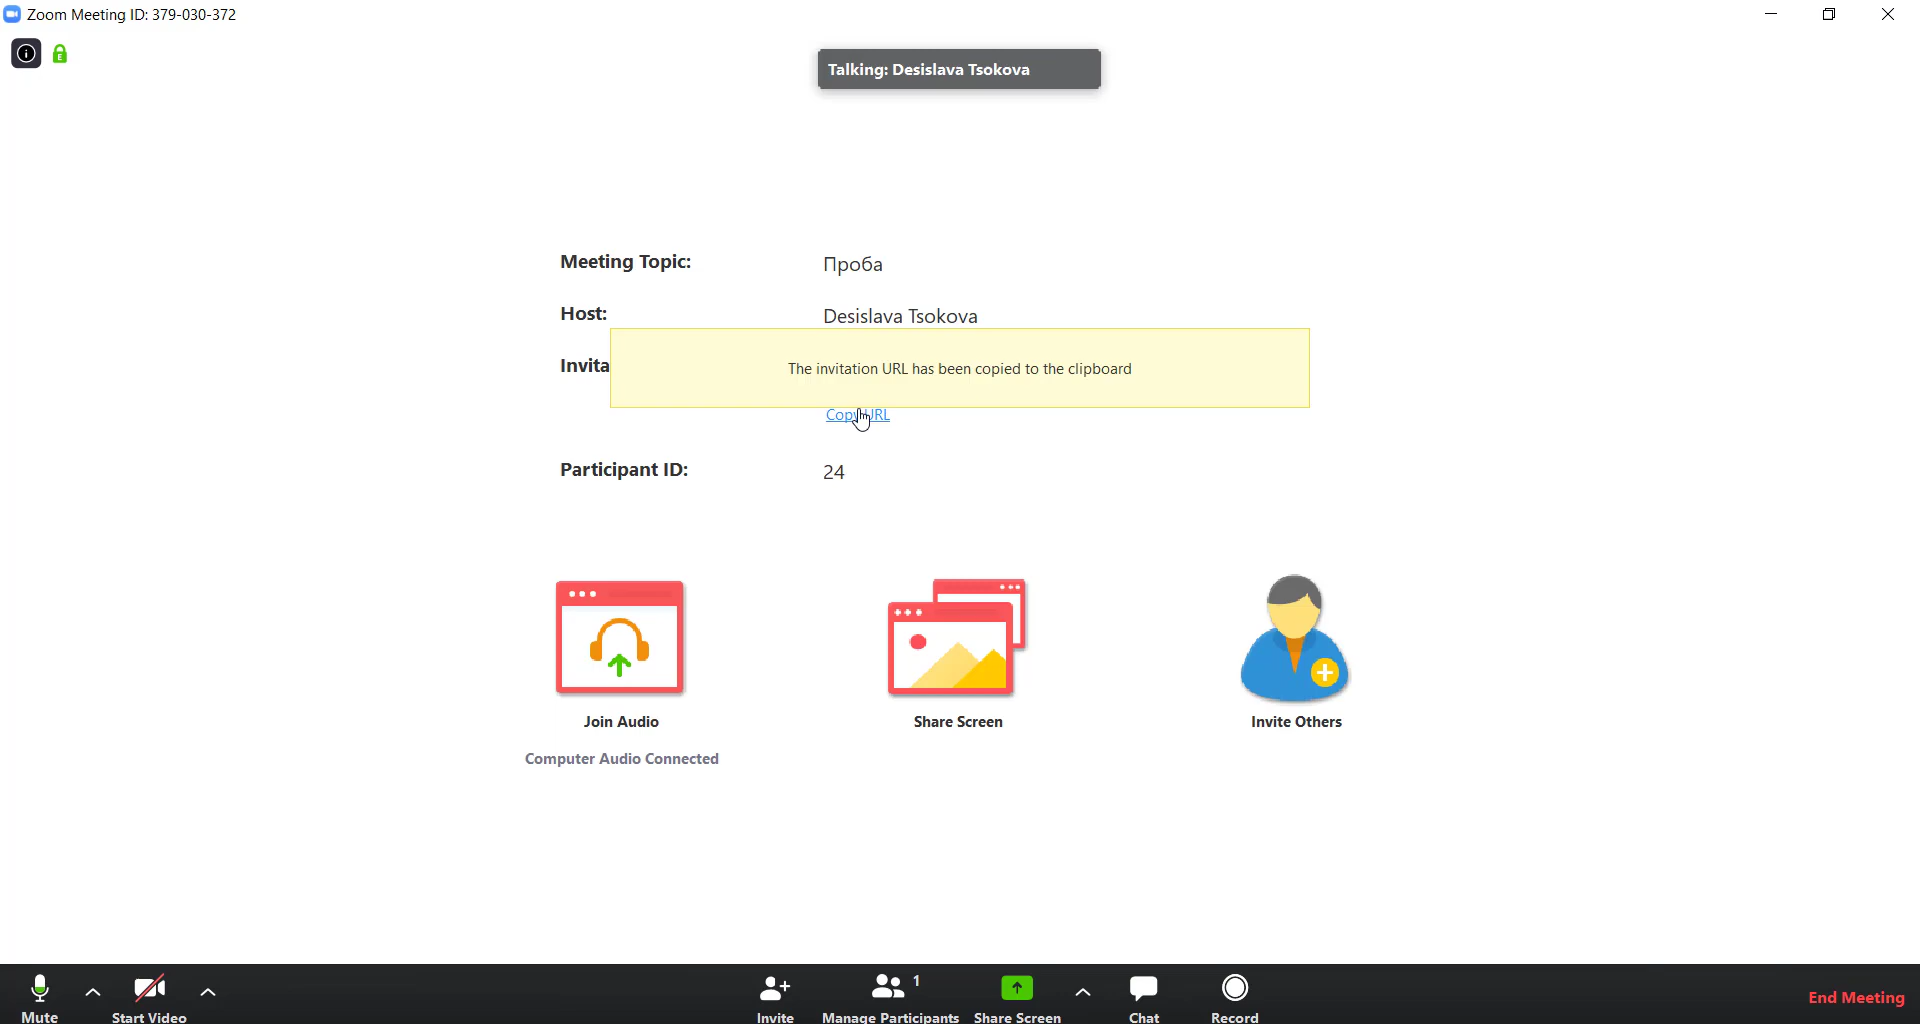 Zoom Meeting ID: 379-030-372
Talking: Desislava Tsokova
Meeting Topic: Проба
Host: Desislava Tsokova
Invita
The invitation URL has been copied to the clipboard
Copy URL
Participant ID: 24
Join Audio
Share Screen
Invite Others
Computer Audio Connected
1
Mute
Start Video
Invite
Manage Participants
Share Screen
Chat
Record
End Meeting